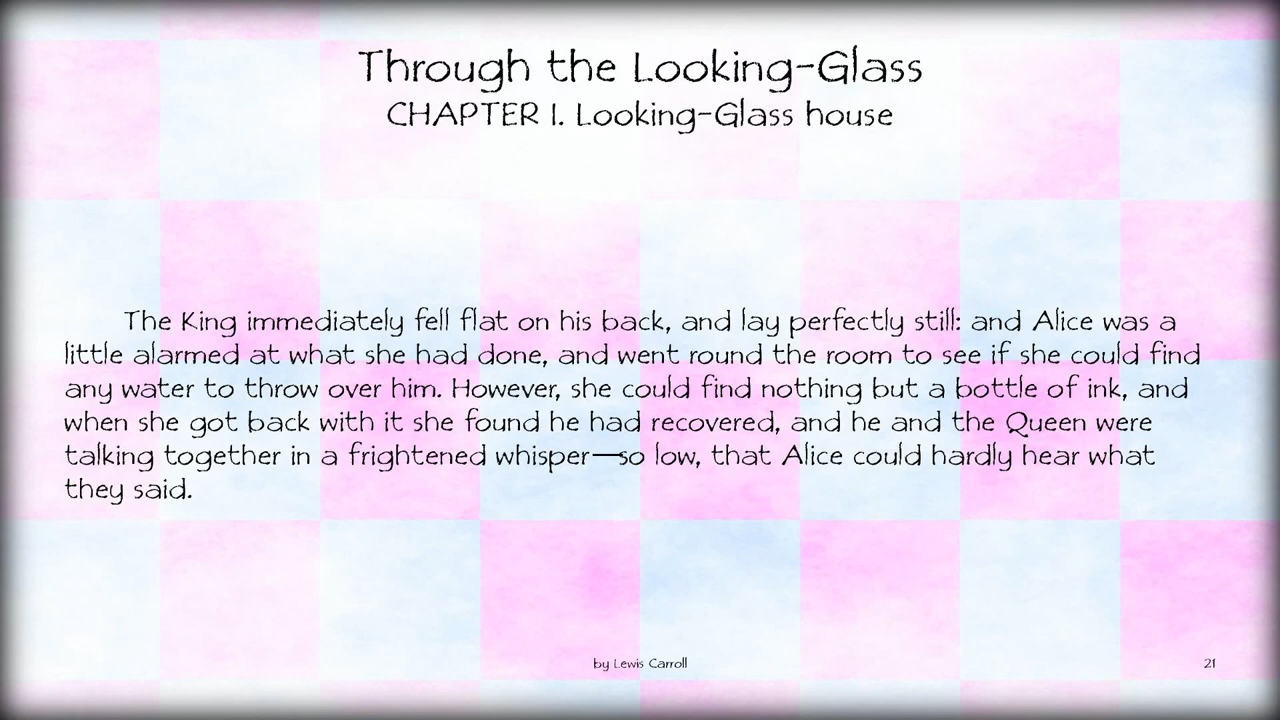 Through the Looking-Glass
CHAPTER I. Looking-Glass house
The King immediately fell flat on his back, and lay perfectly still: and Alice was a
little alarmed at what she had done, and went round the room to see if she could find
any water to throw over him. However, she could find nothing but a bottle of ink, and
when she got back with it she found he had recovered, and he and the Queen were
talking together in a frightened whisper—so low, that Alice could hardly hear what
they said.
by Lewis Carroll
21